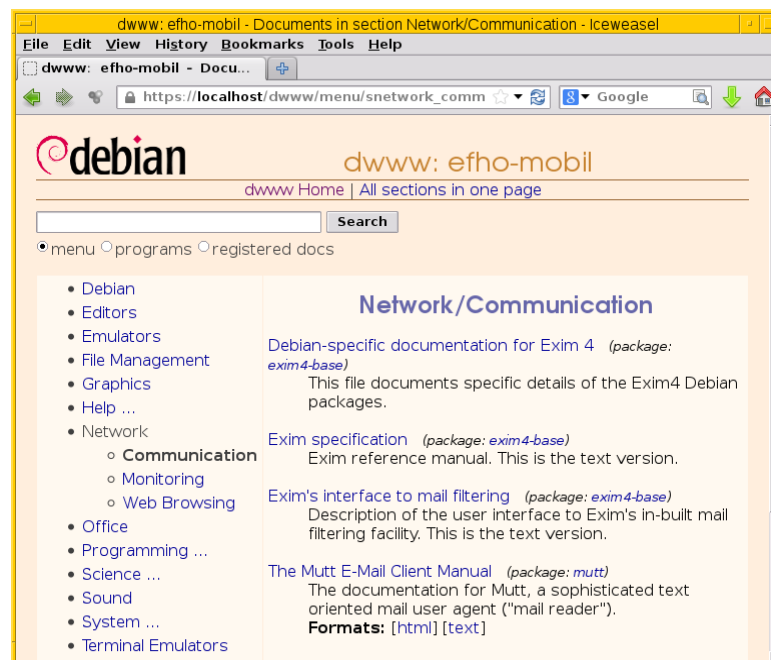 dwww: efho-mobil - Documents in section Network/Communication - Iceweasel
File Edit View History Bookmarks Tools Help
dwww: efho-mobil - Docu...
https://localhost/dwww/menu/snetwork_comm
Google
debian
dwww: efho-mobil
dwww Home | All sections in one page
Search
menu programs registered docs
Debian
Editors
Emulators
File Management
Graphics
Help ...
Network
Communication
Monitoring
Web Browsing
Office
Programming ...
Science ...
Sound
System ...
Terminal Emulators
Network/Communication
Debian-specific documentation for Exim 4 (package:
exim4-base)
This file documents specific details of the Exim4 Debian
packages.
Exim specification (package: exim4-base)
Exim reference manual. This is the text version.
Exim's interface to mail filtering (package: exim4-base)
Description of the user interface to Exim's in-built mail
filtering facility. This is the text version.
The Mutt E-Mail Client Manual (package: mutt)
The documentation for Mutt, a sophisticated text
oriented mail user agent ("mail reader").
Formats: [html] [text]